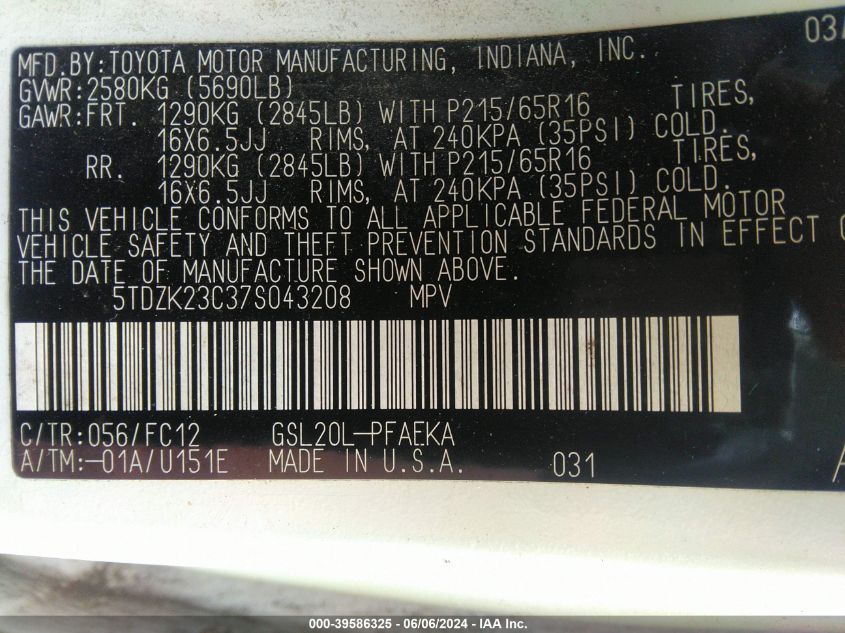 03/
MFD.BY:TOYOTA MOTOR MANUFACTURING, INDIANA, INC.
GVWR:2580KG (5690LB)
GAWR:FRT. 1290KG (2845LB) WITH P215/65R16 TIRES,
16X6.5JJ RIMS, AT 240KPA (35PSI) COLD.
RR. 1290KG (2845LB) WITH P215/65R16 TIRES,
16X6.5JJ RIMS, AT 240KPA (35PSI) COLD.
THIS VEHICLE CONFORMS TO ALL APPLICABLE FEDERAL MOTOR
VEHICLE SAFETY AND THEFT PREVENTION STANDARDS IN EFFECT
THE DATE OF MANUFACTURE SHOWN ABOVE.
5TDZK23C37S043208 MPV
C/TR:056/FC12 GSL20L-PFAEKA
A/TM:-01A/U151E MADE IN U.S.A. 031
000-39586325 - 06/06/2024 - IAA Inc.